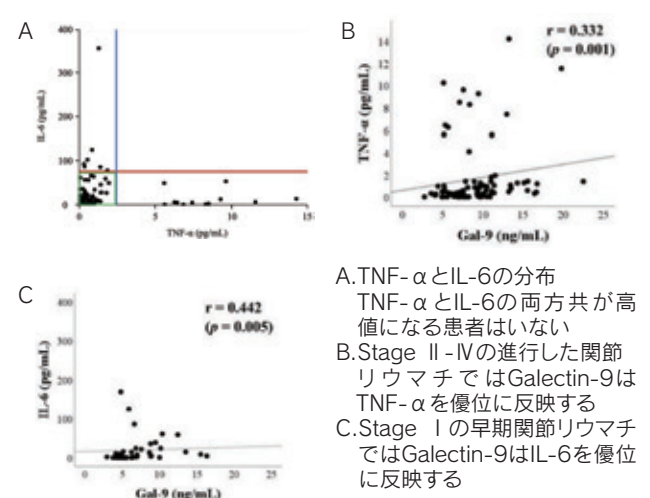 A
IL-6 (pg/mL)
400
300
200
100
0
0
5
10
15
TNF-α (pg/mL)
B
r = 0.332
(p = 0.001)
TNF-α (pg/mL)
14
12
10
8
6
4
2
0
0
5
10
15
20
25
Gal-9 (ng/mL)
C
r = 0.442
(p = 0.005)
IL-6 (pg/mL)
400
300
200
100
0
0
5
10
15
20
25
Gal-9 (ng/mL)
A.TNF-αとIL-6の分布
TNF-αとIL-6の両方共が高
値になる患者はいない
B.Stage Ⅱ-Ⅳの進行した関節
リウマチではGalectin-9は
TNF-αを優位に反映する
C.Stage Ⅰの早期関節リウマチ
ではGalectin-9はIL-6を優位
に反映する